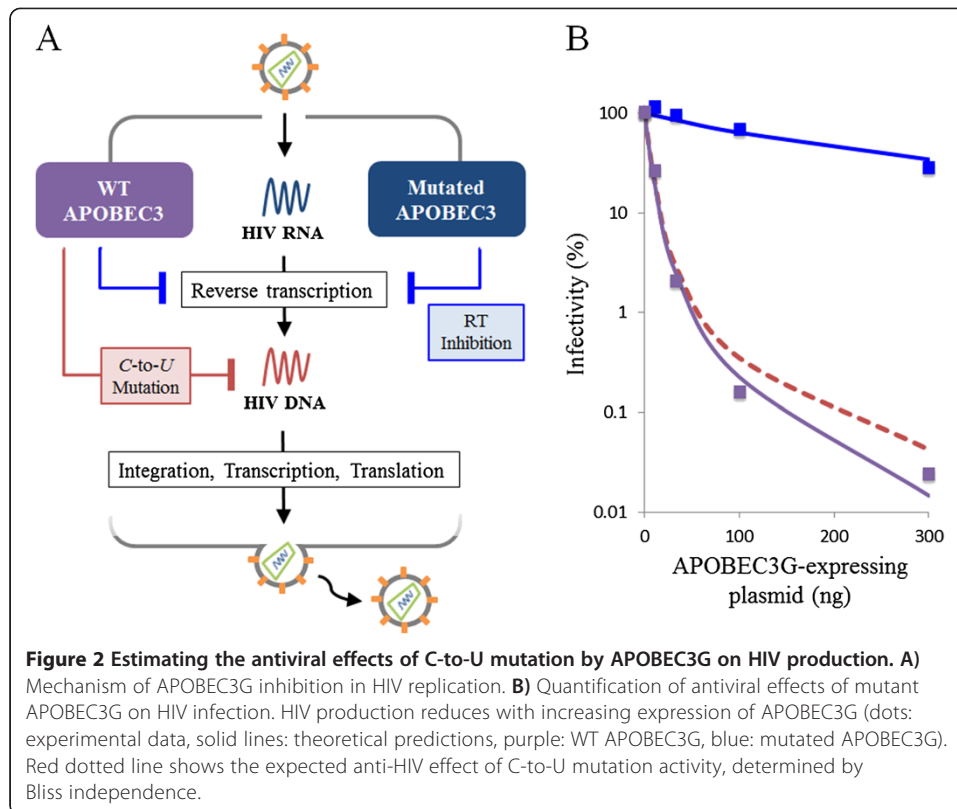 A
WT
APOBEC3
Mutated
APOBEC3
HIV RNA
Reverse transcription
RT
Inhibition
C-to-U
Mutation
HIV DNA
Integration, Transcription, Translation
B
Infectivity (%)
100
10
1
0.1
0.01
0
100
200
300
APOBEC3G-expressing
plasmid (ng)
Figure 2 Estimating the antiviral effects of C-to-U mutation by APOBEC3G on HIV production. A)
Mechanism of APOBEC3G inhibition in HIV replication. B) Quantification of antiviral effects of mutant
APOBEC3G on HIV infection. HIV production reduces with increasing expression of APOBEC3G (dots:
experimental data, solid lines: theoretical predictions, purple: WT APOBEC3G, blue: mutated APOBEC3G).
Red dotted line shows the expected anti-HIV effect of C-to-U mutation activity, determined by
Bliss independence.